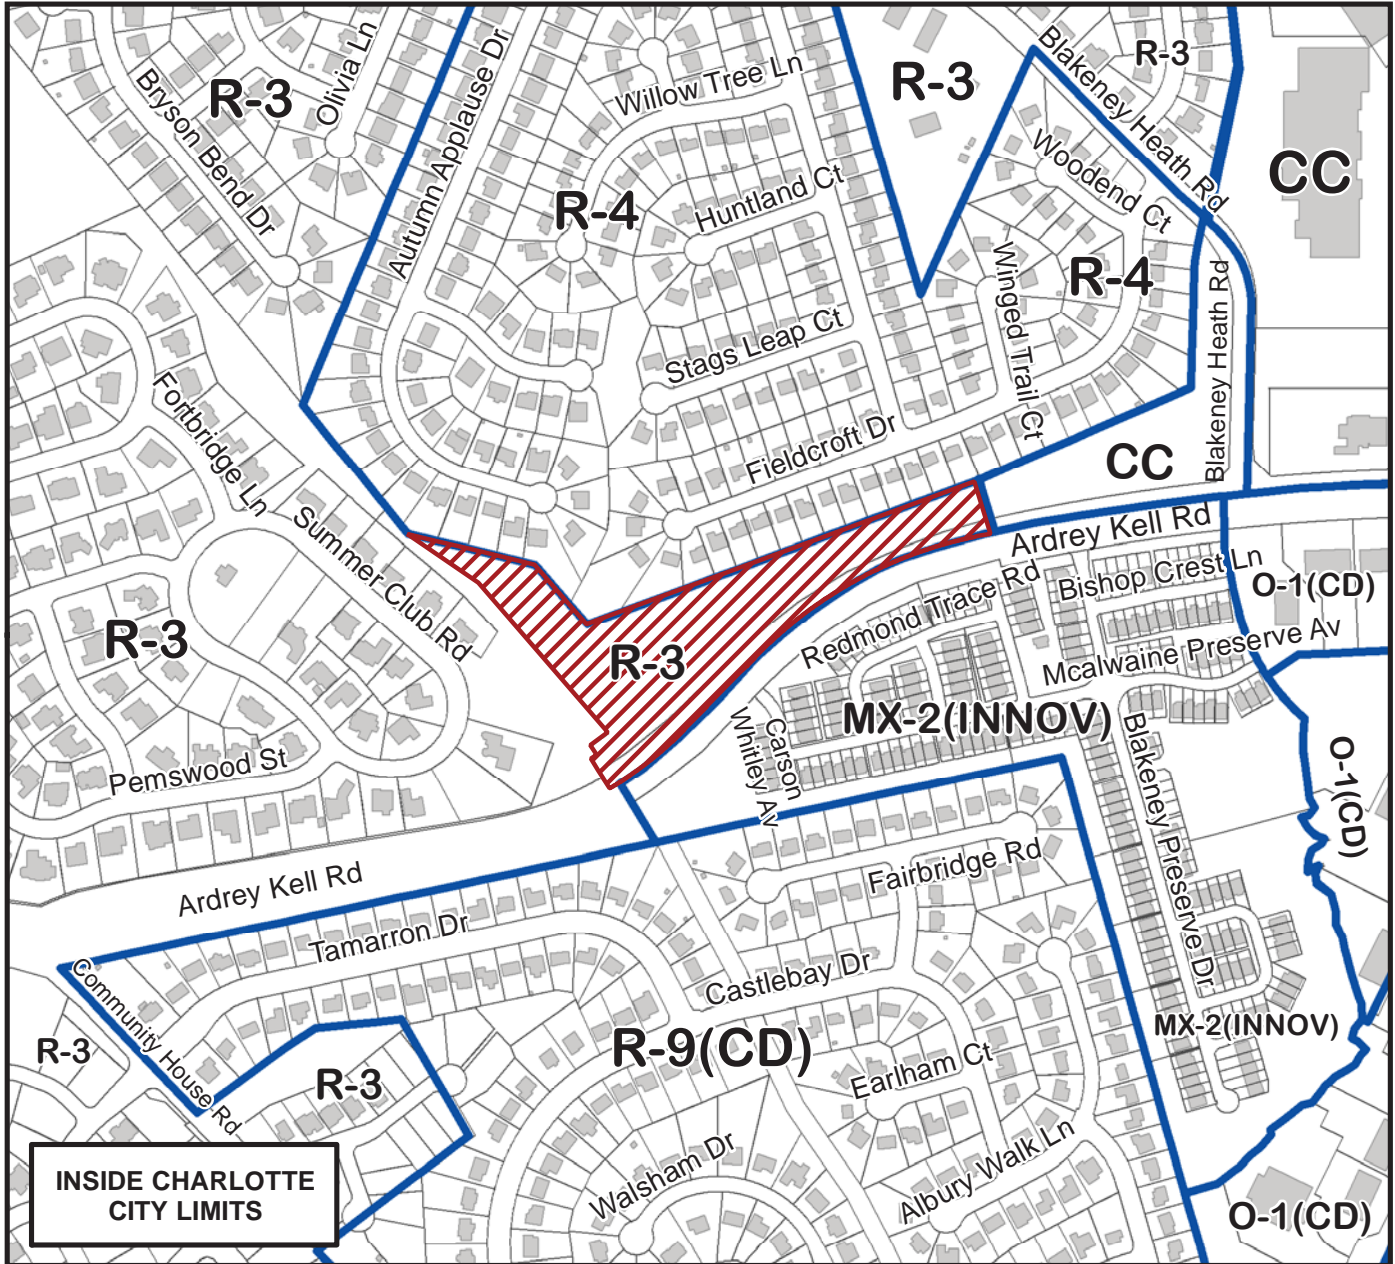 Olivia Ln
R-3
Bryson Bend Dr
Autumn Applause Dr
Willow Tree Ln
R-4
Huntland Ct
Stags Leap Ct
Fieldcroft Dr
R-3
Blakeney Heath Rd
R-3
Woodend Ct
Winged Trail Ct
R-4
CC
Blakeney Heath Rd
CC
Fortbridge Ln
Summer Club Rd
R-3
Pemswood St
R-3
Ardrey Kell Rd
Redmond Trace Rd
Bishop Crest Ln
O-1(CD)
Mcalwaine Preserve Av
MX-2(INNOV)
Carson
Whitley Av
Blakeney Preserve Dr
O-1(CD)
Ardrey Kell Rd
Tamarron Dr
Fairbridge Rd
Castlebay Dr
Community House Rd
R-3
R-3
R-9(CD)
Earlham Ct
MX-2(INNOV)
Walsham Dr
Albury Walk Ln
O-1(CD)
INSIDE CHARLOTTE
CITY LIMITS